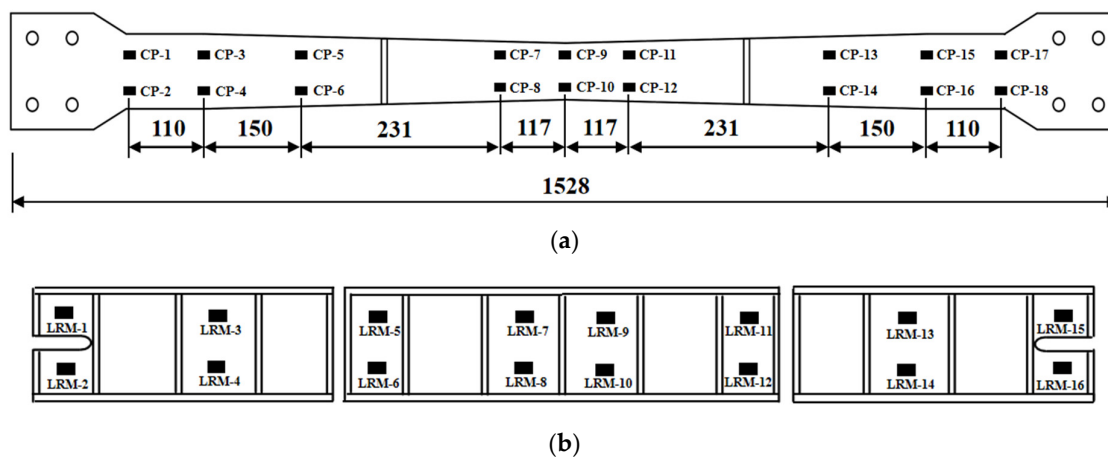 CP-1 CP-3 CP-5 CP-7 CP-9 CP-11 CP-13 CP-15 CP-17
CP-2 CP-4 CP-6 CP-8 CP-10 CP-12 CP-14 CP-16 CP-18
110 150 231 117 117 231 150 110
1528
(a)
LRM-1 LRM-3 LRM-5 LRM-7 LRM-9 LRM-11 LRM-13 LRM-15
LRM-2 LRM-4 LRM-6 LRM-8 LRM-10 LRM-12 LRM-14 LRM-16
(b)